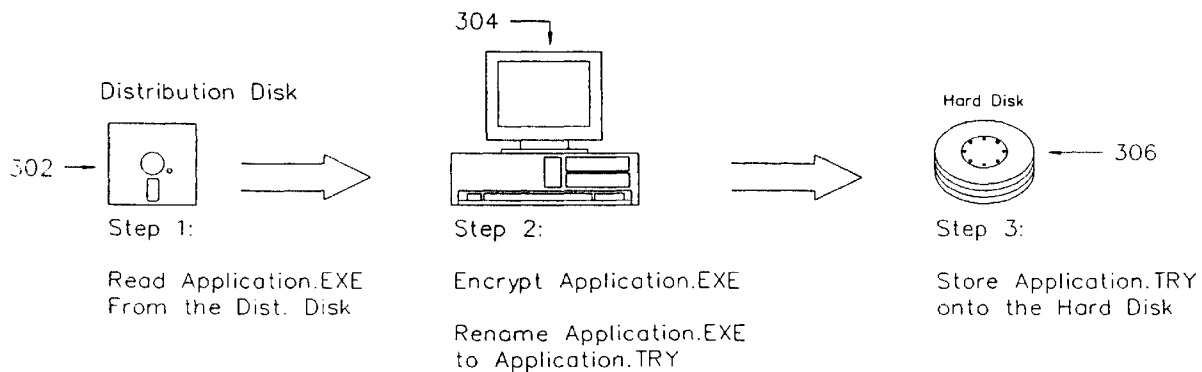 304
Distribution Disk
Hard Disk
302
306
Step 1:
Read Application.EXE
From the Dist. Disk
Step 2:
Encrypt Application.EXE
Rename Application.EXE
to Application.TRY
Step 3:
Store Application.TRY
onto the Hard Disk